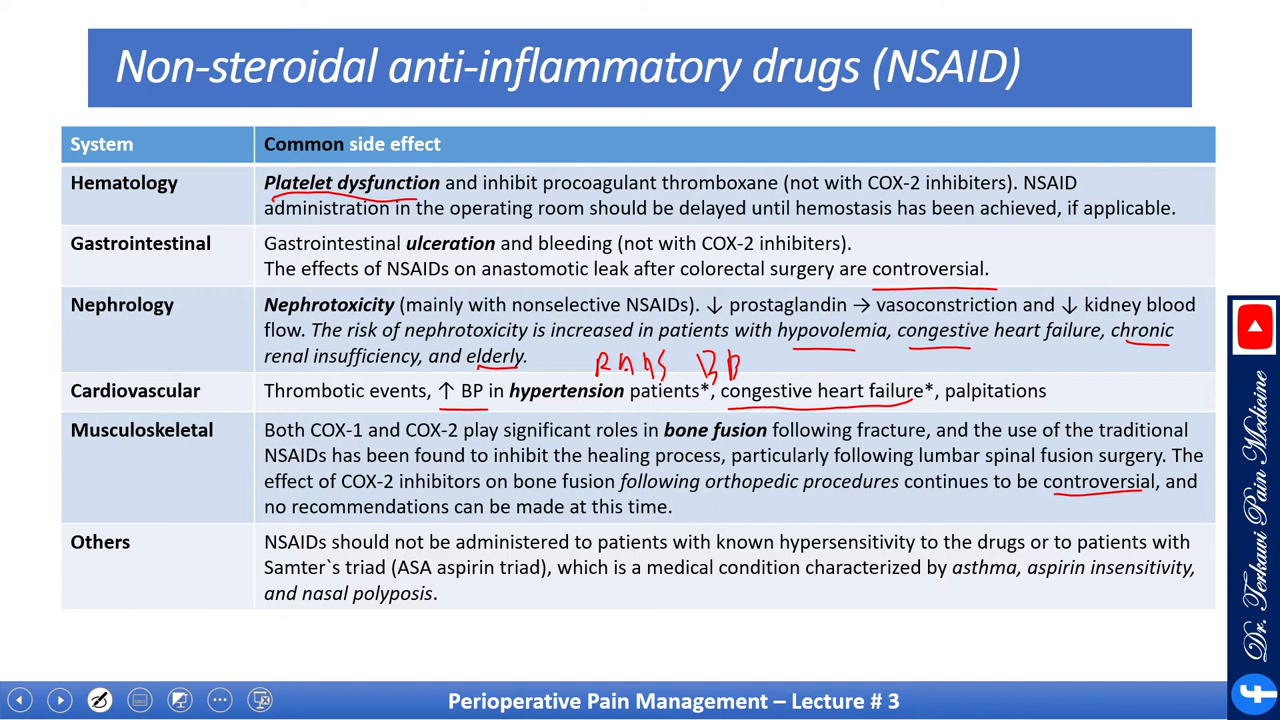 Non-steroidal anti-inflammatory drugs (NSAID)
System
Common side effect
Hematology
Platelet dysfunction and inhibit procoagulant thromboxane (not with COX-2 inhibiters). NSAID
administration in the operating room should be delayed until hemostasis has been achieved, if applicable.
Gastrointestinal
Gastrointestinal ulceration and bleeding (not with COX-2 inhibiters).
The effects of NSAIDs on anastomotic leak after colorectal surgery are controversial.
Nephrology
Nephrotoxicity (mainly with nonselective NSAIDs). ↓ prostaglandin → vasoconstriction and ↓ kidney blood
flow. The risk of nephrotoxicity is increased in patients with hypovolemia, congestive heart failure, chronic
renal insufficiency, and elderly.
RAAS BP
Cardiovascular
Thrombotic events, ↑ BP in hypertension patients*, congestive heart failure*, palpitations
Musculoskeletal
Both COX-1 and COX-2 play significant roles in bone fusion following fracture, and the use of the traditional
NSAIDs has been found to inhibit the healing process, particularly following lumbar spinal fusion surgery. The
effect of COX-2 inhibitors on bone fusion following orthopedic procedures continues to be controversial, and
no recommendations can be made at this time.
Others
NSAIDs should not be administered to patients with known hypersensitivity to the drugs or to patients with
Samter`s triad (ASA aspirin triad), which is a medical condition characterized by asthma, aspirin insensitivity,
and nasal polyposis.
Perioperative Pain Management – Lecture # 3
Dr. Terkawi Pain Medicine